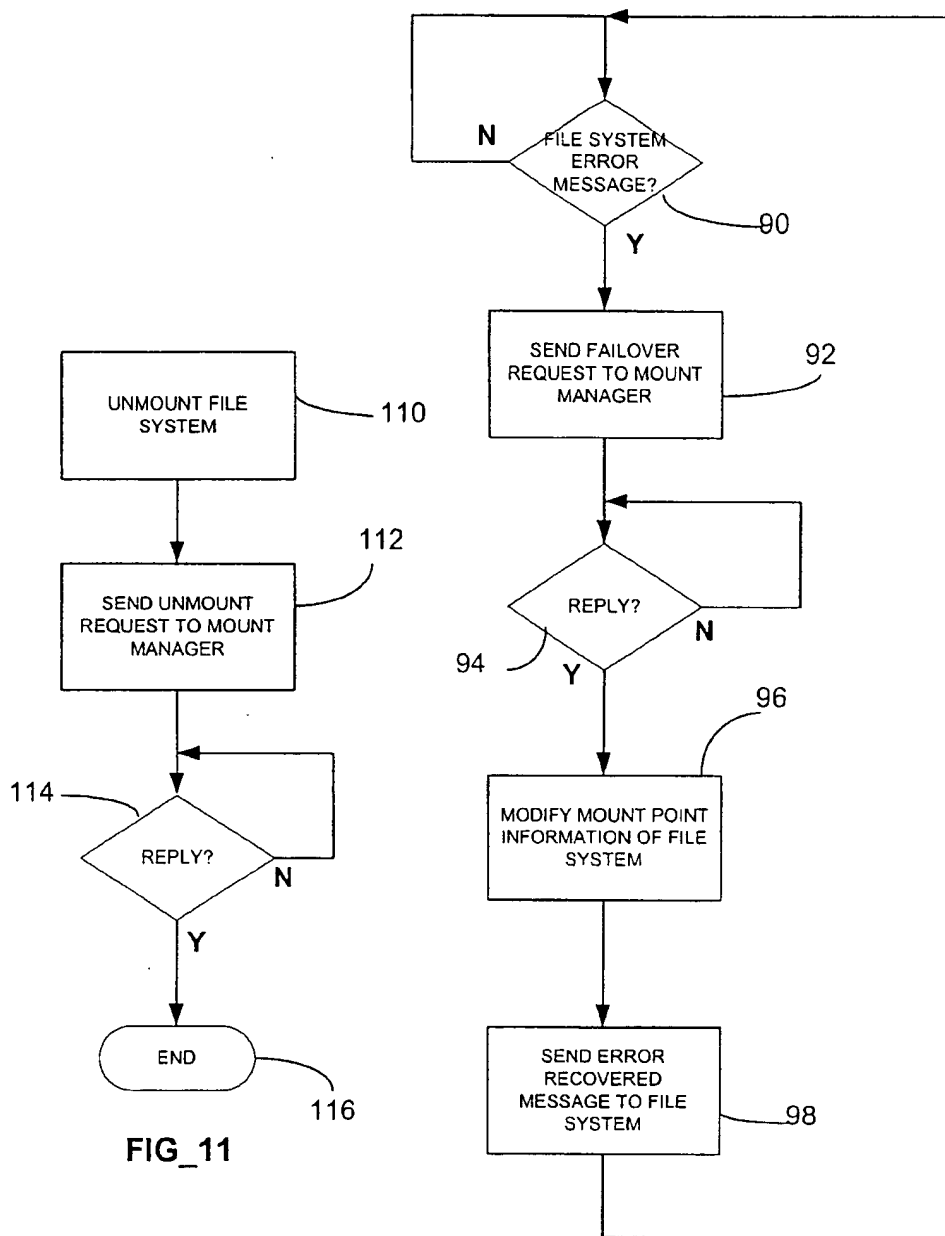 UNMOUNT FILE
SYSTEM
110
SEND UNMOUNT
REQUEST TO MOUNT
MANAGER
112
REPLY?
114
N
Y
END
116
FIG_11
FILE SYSTEM
ERROR
MESSAGE?
N
90
Y
SEND FAILOVER
REQUEST TO MOUNT
MANAGER
92
REPLY?
N
94
Y
96
MODIFY MOUNT POINT
INFORMATION OF FILE
SYSTEM
SEND ERROR
RECOVERED
MESSAGE TO FILE
SYSTEM
98